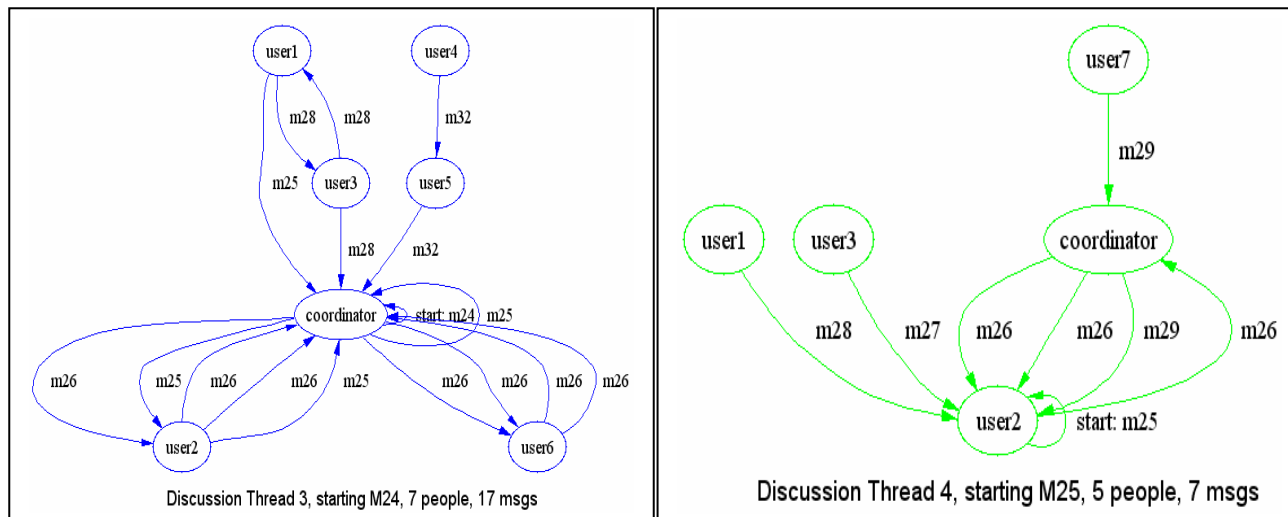 user1
user4
m28
m28
m32
m25
user3
user5
m28
m32
coordinator
start: m24
m25
m26
m25
m26
m26
m25
m26
m26
m26
m26
user2
user6
Discussion Thread 3, starting M24, 7 people, 17 msgs
user7
m29
user1
user3
coordinator
m28
m27
m26
m26
m29
m26
user2
start: m25
Discussion Thread 4, starting M25, 5 people, 7 msgs